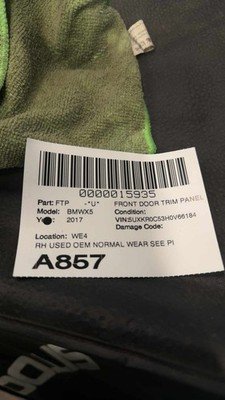 0000015935
Part: FTP -"U" FRONT DOOR TRIM PANEL
Model: BMWX5 Condition:
2017 VIN:5UXKR0C53H0V66184
Damage Code:
Location: WE4
RH USED OEM NORMAL WEAR SEE PI
A857